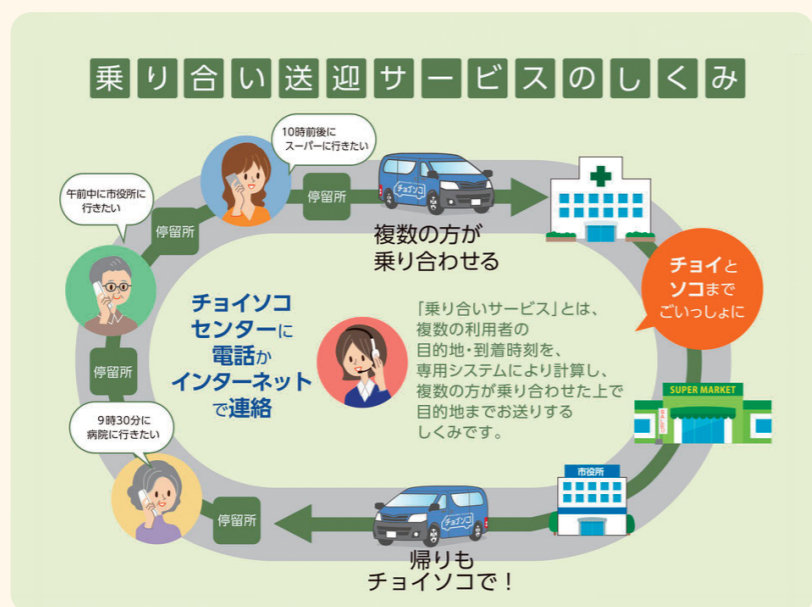 乗り合い送迎サービスのしくみ
10時前後に
スーパーに行きたい
午前中に市役所に
行きたい
停留所
停留所
チョイソコ
複数の方が
乗り合わせる
チョイと
ソコまで
ごいっしょに
チョイソコ
センターに
電話か
インターネット
で連絡
「乗り合いサービス」とは、
複数の利用者の
目的地・到着時刻を、
専用システムにより計算し、
複数の方が乗り合わせた上で
目的地までお送りする
しくみです。
停留所
SUPER MARKET
9時30分に
病院に行きたい
市役所
停留所
チョイソコ
帰りも
チョイソコで！